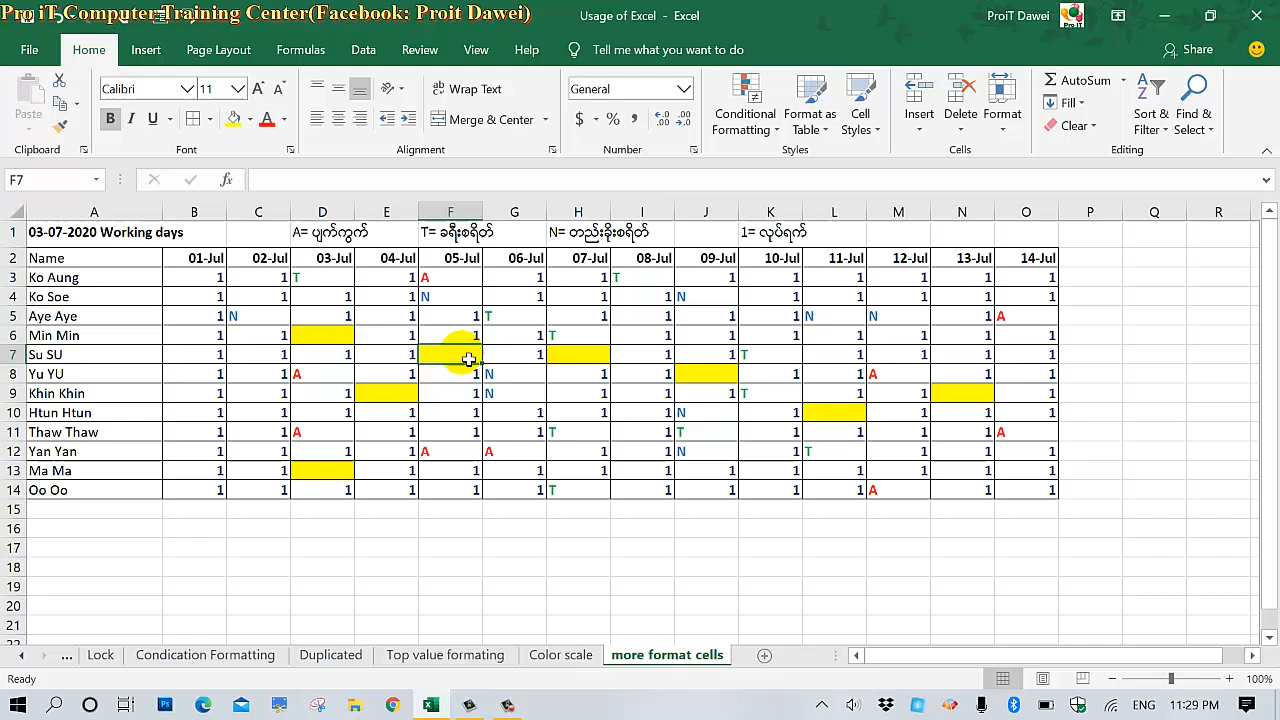 Pro iT Computer Training Center(Facebook: Proit Dawei)
Usage of Excel - Excel
ProiT Dawei
File Home Insert Page Layout Formulas Data Review View Help Tell me what you want to do Share
Paste
Calibri 11
Wrap Text
General
Merge & Center
Conditional Formatting
Format as Table
Cell Styles
Insert
Delete
Format
AutoSum
Fill
Clear
Sort & Filter
Find & Select
Clipboard Font Alignment Number Styles Cells Editing
F7
A B C D E F G H I J K L M N O P Q R
1 03-07-2020 Working days A= ပျက်ကွက် T= ခရီးစရိတ် N= တည်းခိုးစရိတ် 1= လုပ်ရက်
2 Name 01-Jul 02-Jul 03-Jul 04-Jul 05-Jul 06-Jul 07-Jul 08-Jul 09-Jul 10-Jul 11-Jul 12-Jul 13-Jul 14-Jul
3 Ko Aung 1 1 T 1 A 1 1 T 1 1 1 1 1 1
4 Ko Soe 1 1 1 1 N 1 1 1 N 1 1 1 1 1
5 Aye Aye 1 N 1 1 1 T 1 1 1 1 N N 1 A
6 Min Min 1 1 1 1 1 T 1 1 1 1 1 1 1
7 Su SU 1 1 1 1 1 1 1 T 1 1 1 1
8 Yu YU 1 1 A 1 1 N 1 1 1 1 A 1 1
9 Khin Khin 1 1 1 1 N 1 1 1 T 1 1 1
10 Htun Htun 1 1 1 1 1 1 1 1 N 1 1 1 1
11 Thaw Thaw 1 1 A 1 1 1 T 1 T 1 1 1 1 A
12 Yan Yan 1 1 1 1 A A 1 1 N 1 T 1 1 1
13 Ma Ma 1 1 1 1 1 1 1 1 1 1 1 1 1
14 Oo Oo 1 1 1 1 1 1 T 1 1 1 1 A 1 1
15
16
17
18
19
20
21
22
... Lock Condication Formatting Duplicated Top value formating Color scale more format cells
Ready
100%
ENG 11:29 PM